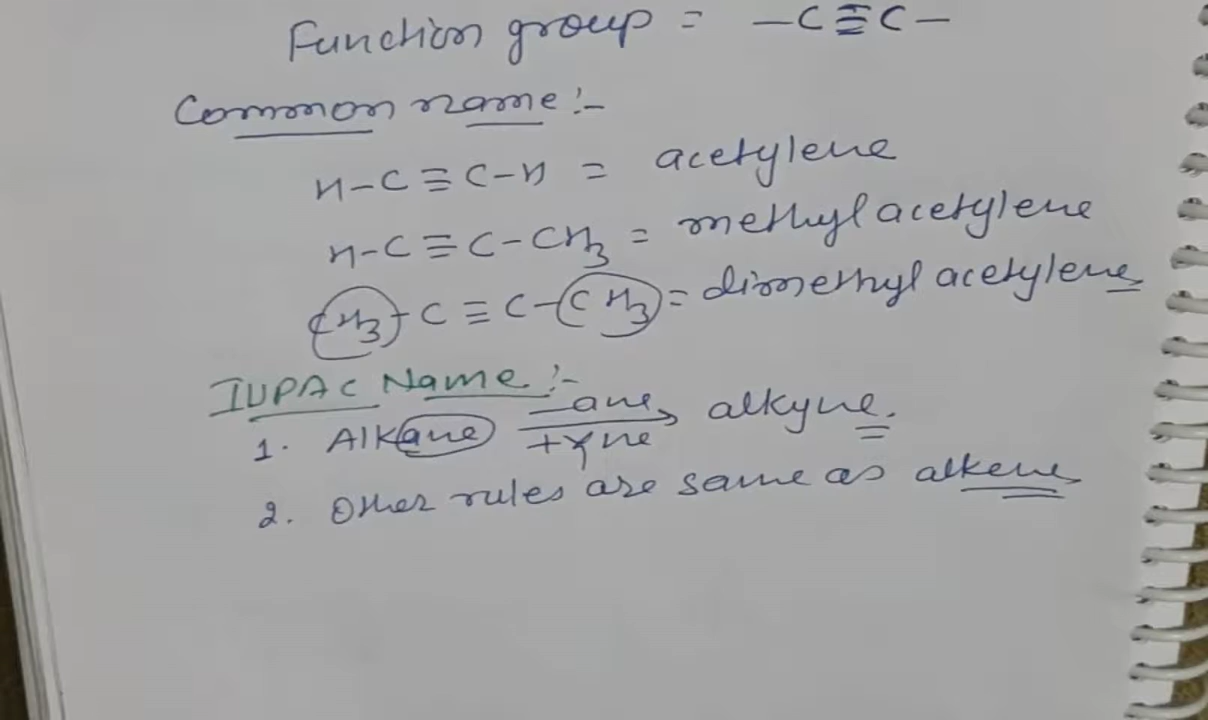 Function group = -C≡C-
Common name :-
H-C≡C-H = acetylene
H-C≡C-CH3 = methyl acetylene
CH3-C≡C-CH3 = dimethyl acetylene
IUPAC Name :-
1. Alkane -ane +yne alkyne.
2. Other rules are same as alkene